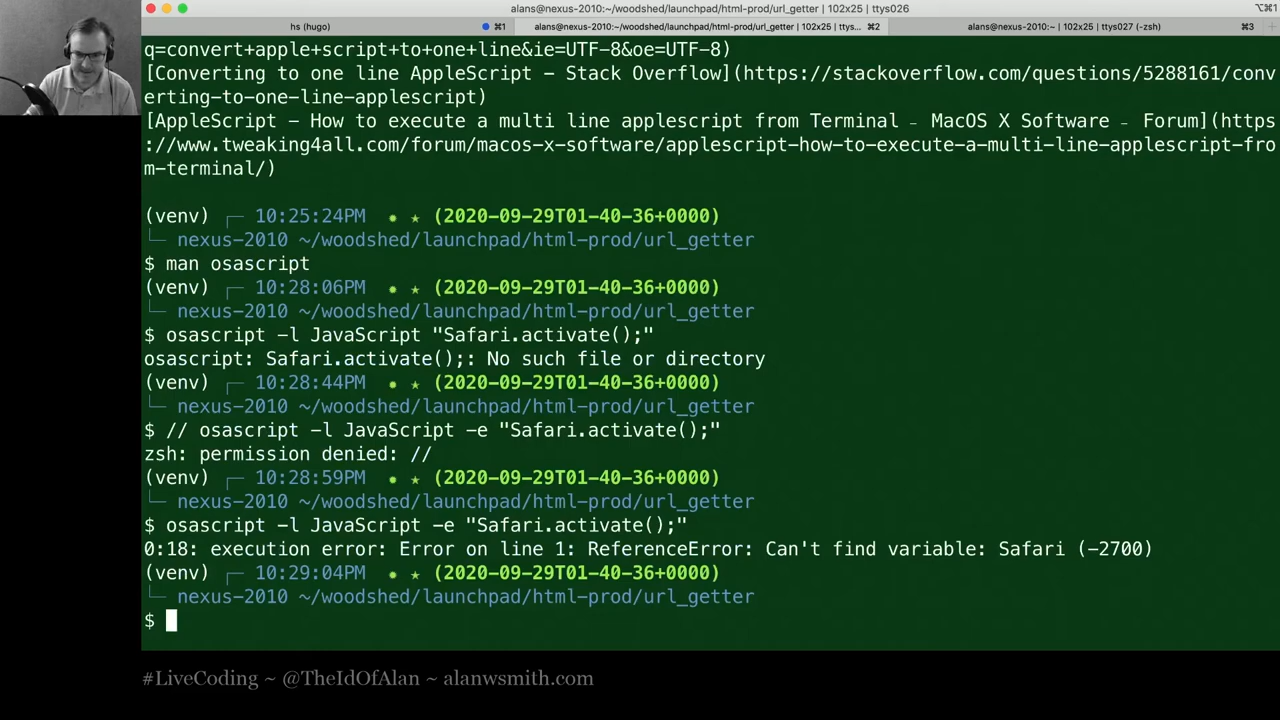 alans@nexus-2010:~/woodshed/launchpad/html-prod/url_getter | 102x25 | ttys026
⌥⌘1
hs (hugo)
⌘1
alans@nexus-2010:~/woodshed/launchpad/html-prod/url_getter | 102x25 | ttys...
⌘2
alans@nexus-2010:~ | 102x25 | ttys027 (-zsh)
⌘3
q=convert+apple+script+to+one+line&ie=UTF-8&oe=UTF-8)
[Converting to one line AppleScript - Stack Overflow](https://stackoverflow.com/questions/5288161/conv
erting-to-one-line-applescript)
[AppleScript - How to execute a multi line applescript from Terminal - MacOS X Software - Forum](https
://www.tweaking4all.com/forum/macos-x-software/applescript-how-to-execute-a-multi-line-applescript-fro
m-terminal/)
(venv) ┌─ 10:25:24PM ● ★ (2020-09-29T01-40-36+0000)
└─ nexus-2010 ~/woodshed/launchpad/html-prod/url_getter
$ man osascript
(venv) ┌─ 10:28:06PM ● ★ (2020-09-29T01-40-36+0000)
└─ nexus-2010 ~/woodshed/launchpad/html-prod/url_getter
$ osascript -l JavaScript "Safari.activate();"
osascript: Safari.activate();: No such file or directory
(venv) ┌─ 10:28:44PM ● ★ (2020-09-29T01-40-36+0000)
└─ nexus-2010 ~/woodshed/launchpad/html-prod/url_getter
$ // osascript -l JavaScript -e "Safari.activate();"
zsh: permission denied: //
(venv) ┌─ 10:28:59PM ● ★ (2020-09-29T01-40-36+0000)
└─ nexus-2010 ~/woodshed/launchpad/html-prod/url_getter
$ osascript -l JavaScript -e "Safari.activate();"
0:18: execution error: Error on line 1: ReferenceError: Can't find variable: Safari (-2700)
(venv) ┌─ 10:29:04PM ● ★ (2020-09-29T01-40-36+0000)
└─ nexus-2010 ~/woodshed/launchpad/html-prod/url_getter
$
#LiveCoding ~ @TheIdOfAlan ~ alanwsmith.com